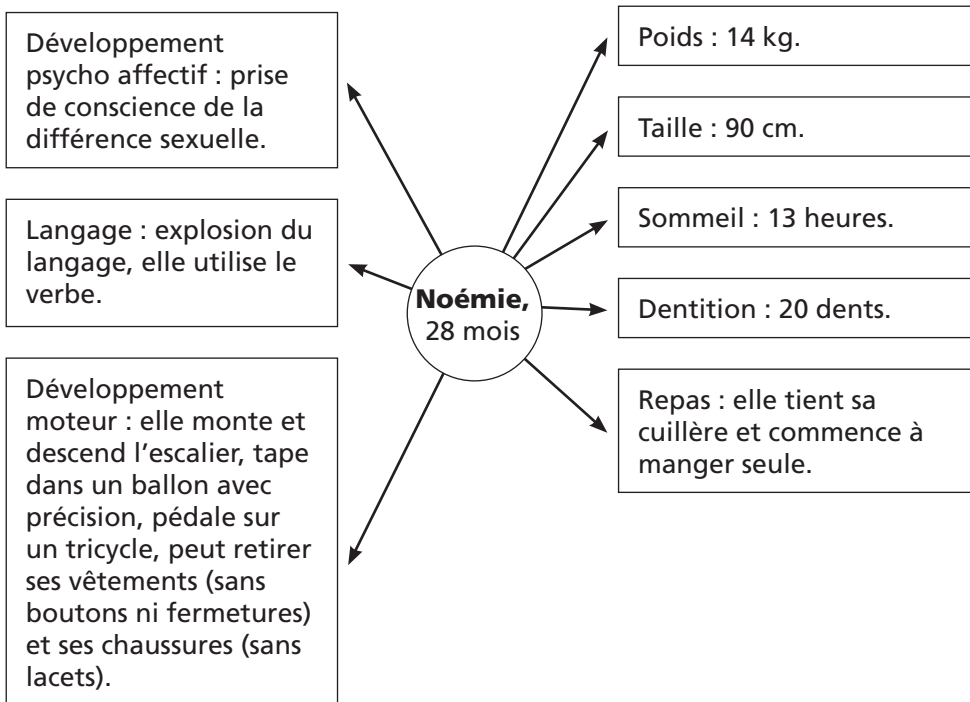 Développement
psycho affectif : prise
de conscience de la
différence sexuelle.
Langage : explosion du
langage, elle utilise le
verbe.
Développement
moteur : elle monte et
descend l’escalier, tape
dans un ballon avec
précision, pédale sur
un tricycle, peut retirer
ses vêtements (sans
boutons ni fermetures)
et ses chaussures (sans
lacets).
Noémie,
28 mois
Poids : 14 kg.
Taille : 90 cm.
Sommeil : 13 heures.
Dentition : 20 dents.
Repas : elle tient sa
cuillère et commence à
manger seule.